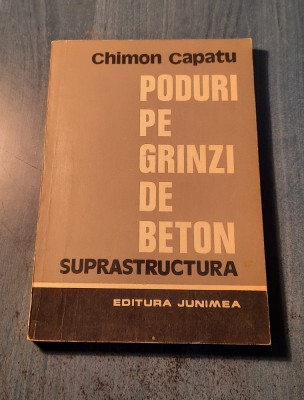 Chimon Capatu
PODURI
PE
GRINZI
DE
BETON
SUPRASTRUCTURA
EDITURA JUNIMEA